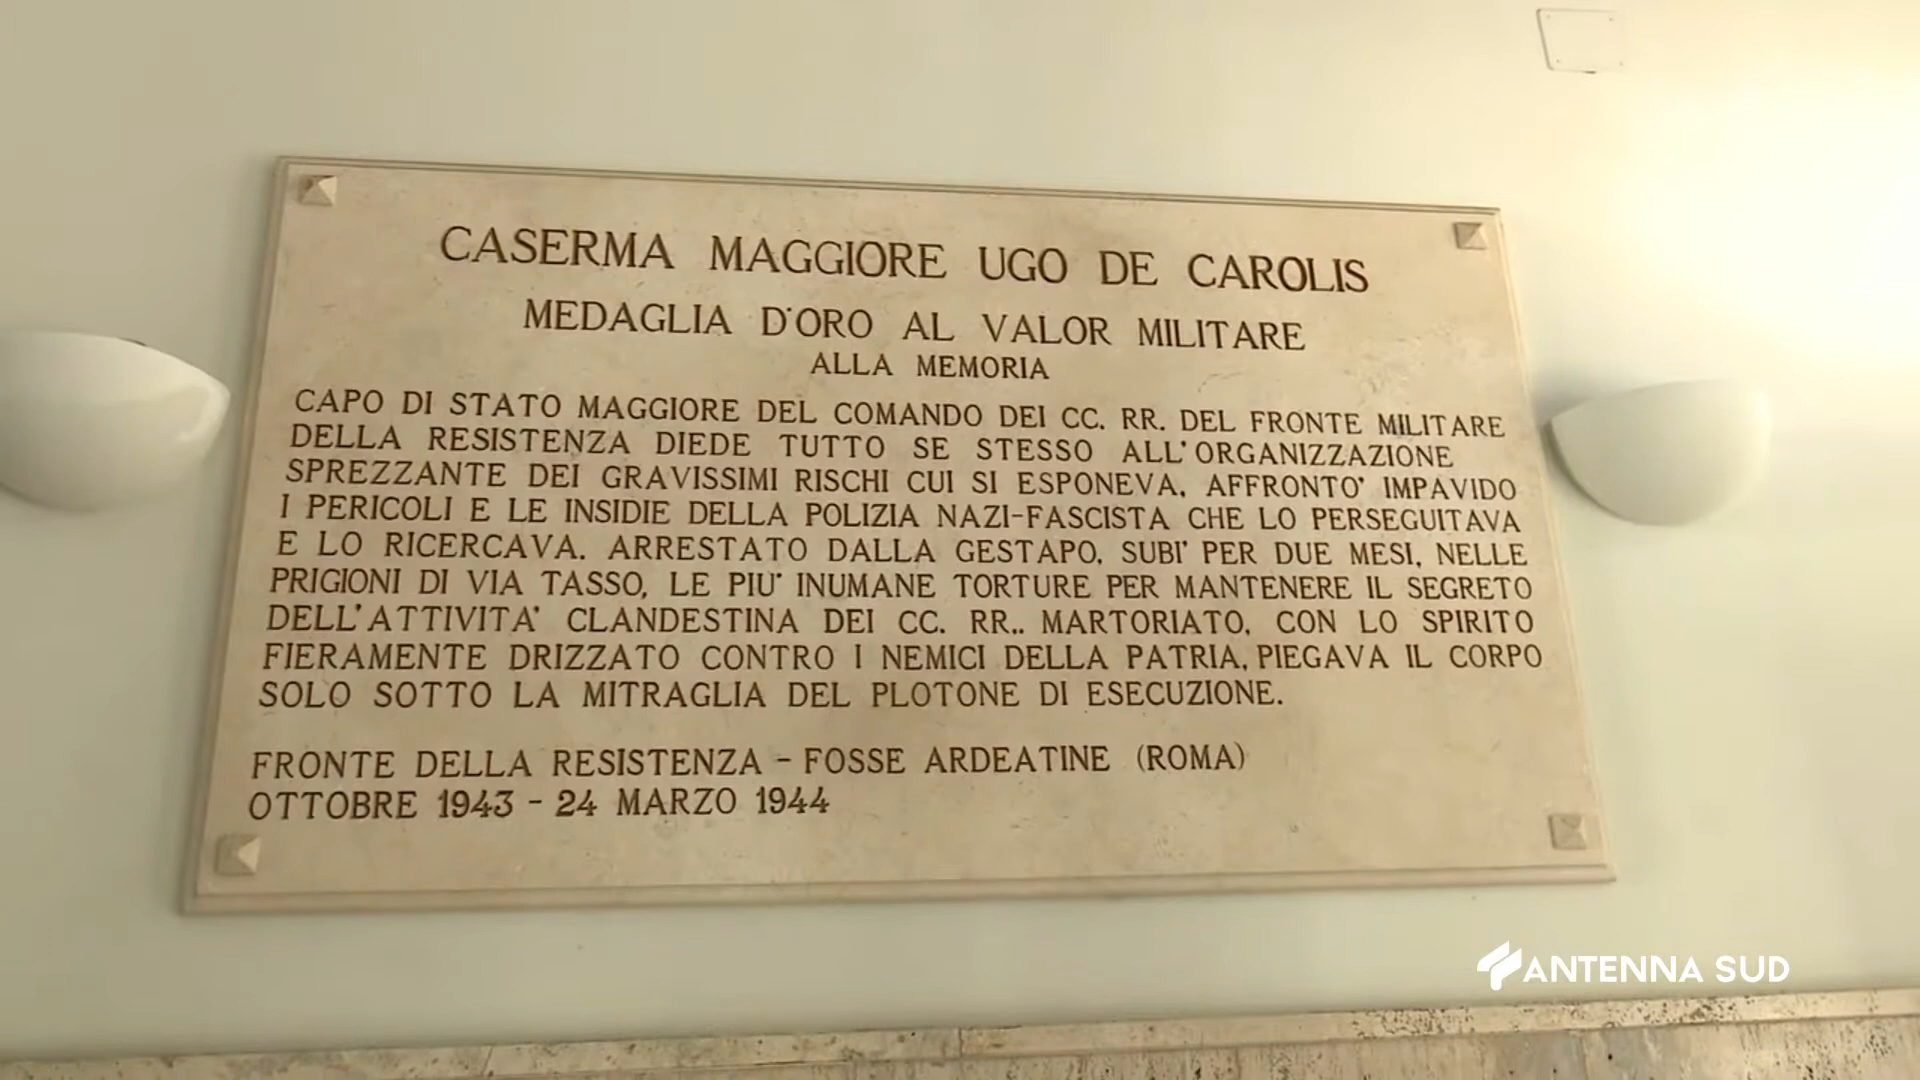 CASERMA MAGGIORE UGO DE CAROLIS
MEDAGLIA D'ORO AL VALOR MILITARE
ALLA MEMORIA
CAPO DI STATO MAGGIORE DEL COMANDO DEI CC. RR. DEL FRONTE MILITARE
DELLA RESISTENZA DIEDE TUTTO SE STESSO ALL'ORGANIZZAZIONE
SPREZZANTE DEI GRAVISSIMI RISCHI CUI SI ESPONEVA, AFFRONTO' IMPAVIDO
I PERICOLI E LE INSIDIE DELLA POLIZIA NAZI-FASCISTA CHE LO PERSEGUITAVA
E LO RICERCAVA. ARRESTATO DALLA GESTAPO, SUBI' PER DUE MESI, NELLE
PRIGIONI DI VIA TASSO, LE PIU' INUMANE TORTURE PER MANTENERE IL SEGRETO
DELL'ATTIVITA' CLANDESTINA DEI CC. RR.. MARTORIATO, CON LO SPIRITO
FIERAMENTE DRIZZATO CONTRO I NEMICI DELLA PATRIA, PIEGAVA IL CORPO
SOLO SOTTO LA MITRAGLIA DEL PLOTONE DI ESECUZIONE.
FRONTE DELLA RESISTENZA - FOSSE ARDEATINE (ROMA)
OTTOBRE 1943 - 24 MARZO 1944
ANTENNA SUD